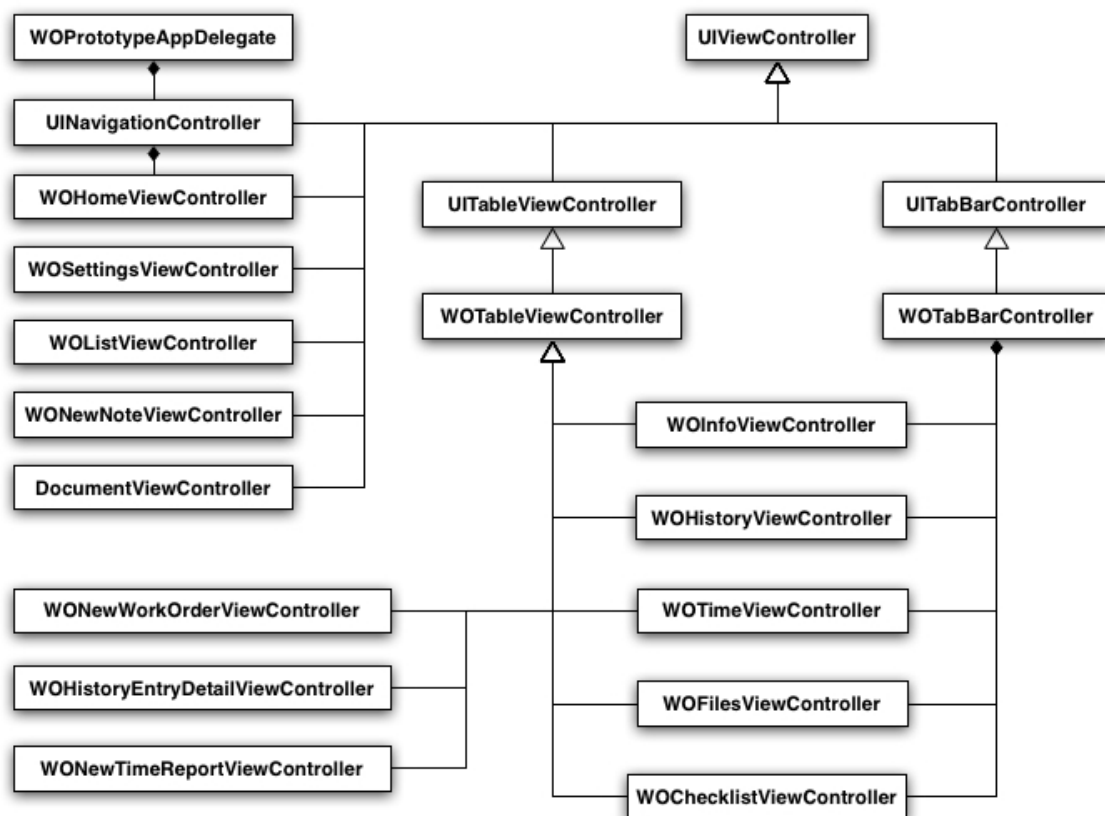 WOPrototypeAppDelegate
UIViewController
UINavigationController
WOHomeViewController
UITableViewController
UITabBarController
WOSettingsViewController
WOListViewController
WOTableViewController
WOTabBarController
WONewNoteViewController
WOInfoViewController
DocumentViewController
WOHistoryViewController
WONewWorkOrderViewController
WOTimeViewController
WOHistoryEntryDetailViewController
WOFilesViewController
WONewTimeReportViewController
WOChecklistViewController